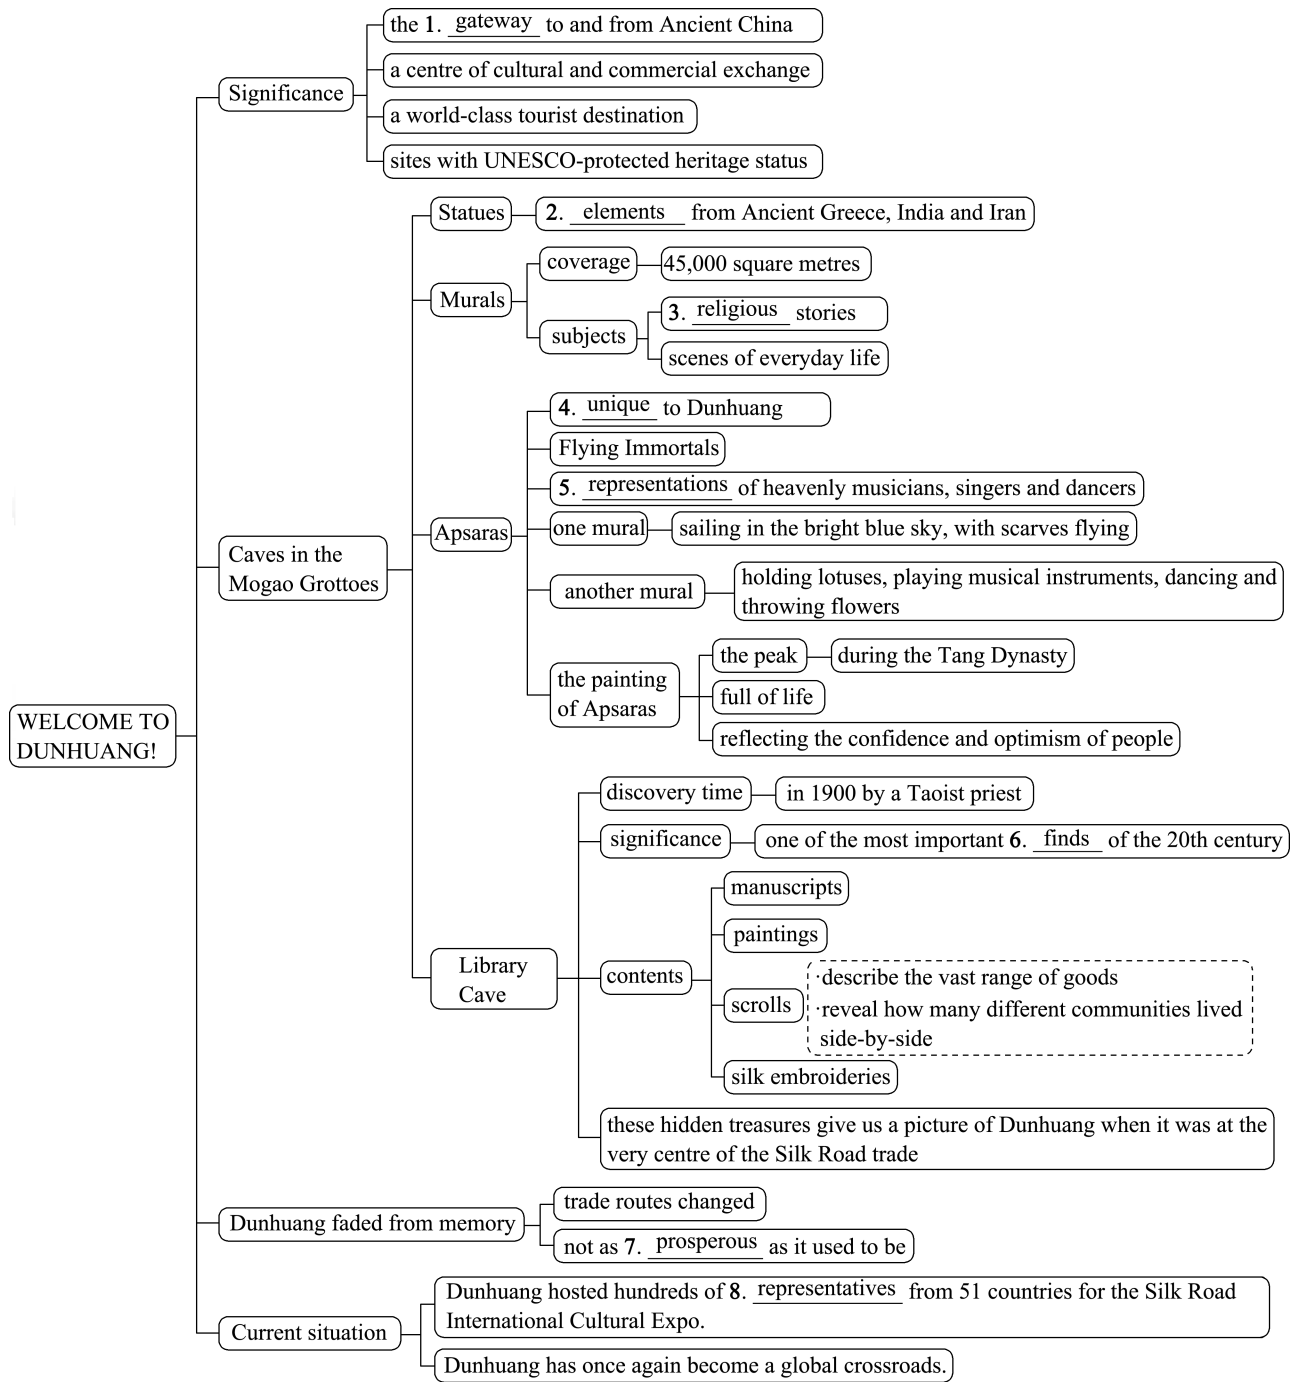 WELCOME TO
DUNHUANG!
Significance
the 1. gateway to and from Ancient China
a centre of cultural and commercial exchange
a world-class tourist destination
sites with UNESCO-protected heritage status
Caves in the
Mogao Grottoes
Statues
2. elements from Ancient Greece, India and Iran
Murals
coverage
45,000 square metres
subjects
3. religious stories
scenes of everyday life
Apsaras
4. unique to Dunhuang
Flying Immortals
5. representations of heavenly musicians, singers and dancers
one mural
sailing in the bright blue sky, with scarves flying
another mural
holding lotuses, playing musical instruments, dancing and
throwing flowers
the painting
of Apsaras
the peak
during the Tang Dynasty
full of life
reflecting the confidence and optimism of people
Library
Cave
discovery time
in 1900 by a Taoist priest
significance
one of the most important 6. finds of the 20th century
contents
manuscripts
paintings
scrolls
·describe the vast range of goods
·reveal how many different communities lived
side-by-side
silk embroideries
these hidden treasures give us a picture of Dunhuang when it was at the
very centre of the Silk Road trade
Dunhuang faded from memory
trade routes changed
not as 7. prosperous as it used to be
Current situation
Dunhuang hosted hundreds of 8. representatives from 51 countries for the Silk Road
International Cultural Expo.
Dunhuang has once again become a global crossroads.